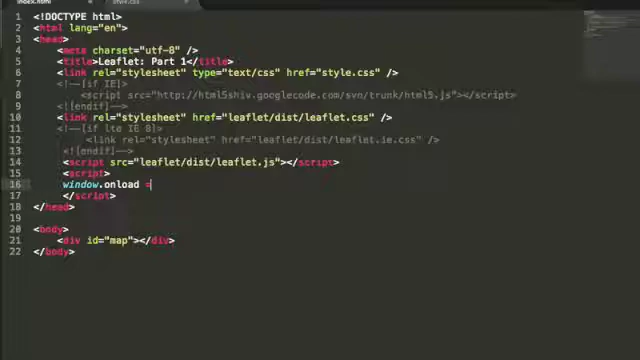 index.html
style.css
1 <!DOCTYPE html>
2 <html lang="en">
3 <head>
4 <meta charset="utf-8" />
5 <title>Leaflet: Part 1</title>
6 <link rel="stylesheet" type="text/css" href="style.css" />
7 <!--[if IE]>
8 <script src="http://html5shiv.googlecode.com/svn/trunk/html5.js"></script>
9 <![endif]-->
10 <link rel="stylesheet" href="leaflet/dist/leaflet.css" />
11 <!--[if lte IE 8]>
12 <link rel="stylesheet" href="leaflet/dist/leaflet.ie.css" />
13 <![endif]-->
14 <script src="leaflet/dist/leaflet.js"></script>
15 <script>
16 window.onload =
17 </script>
18 </head>
19
20 <body>
21 <div id="map"></div>
22 </body>